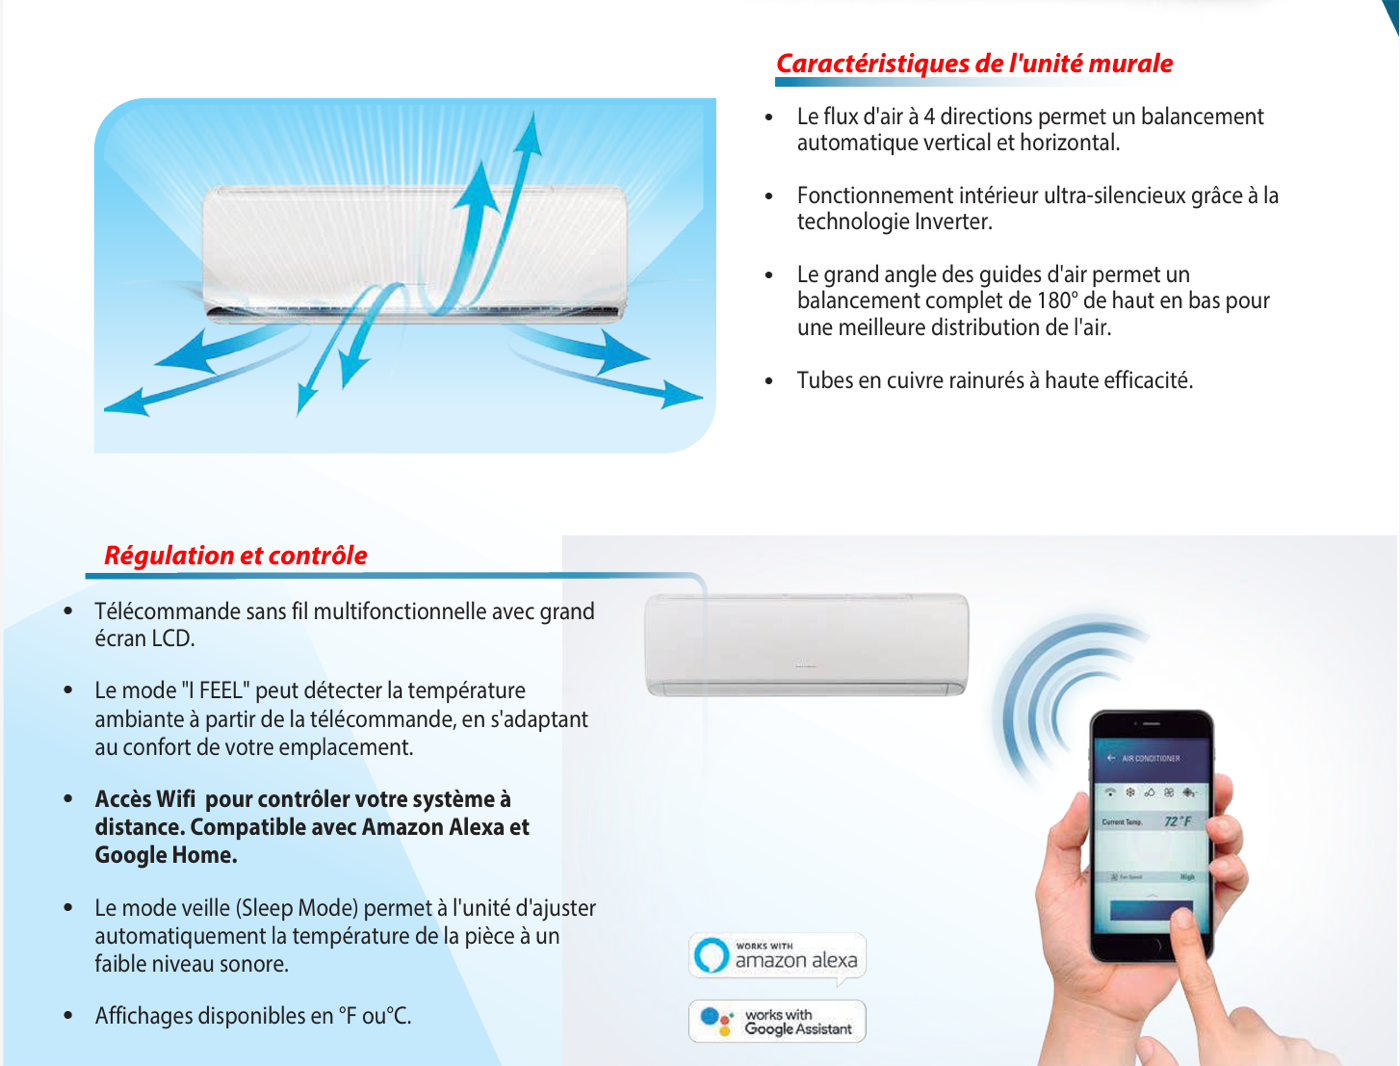 Caractéristiques de l'unité murale
• Le flux d'air à 4 directions permet un balancement
automatique vertical et horizontal.
• Fonctionnement intérieur ultra-silencieux grâce à la
technologie Inverter.
• Le grand angle des guides d'air permet un
balancement complet de 180° de haut en bas pour
une meilleure distribution de l'air.
• Tubes en cuivre rainurés à haute efficacité.
Régulation et contrôle
• Télécommande sans fil multifonctionnelle avec grand
écran LCD.
• Le mode "I FEEL" peut détecter la température
ambiante à partir de la télécommande, en s'adaptant
au confort de votre emplacement.
• Accès Wifi  pour contrôler votre système à
distance. Compatible avec Amazon Alexa et
Google Home.
• Le mode veille (Sleep Mode) permet à l'unité d'ajuster
automatiquement la température de la pièce à un
faible niveau sonore.
• Affichages disponibles en °F ou°C.
WORKS WITH
amazon alexa
works with
Google Assistant
AIR CONDITIONER
Current Temp. 72°F
Fan Speed High